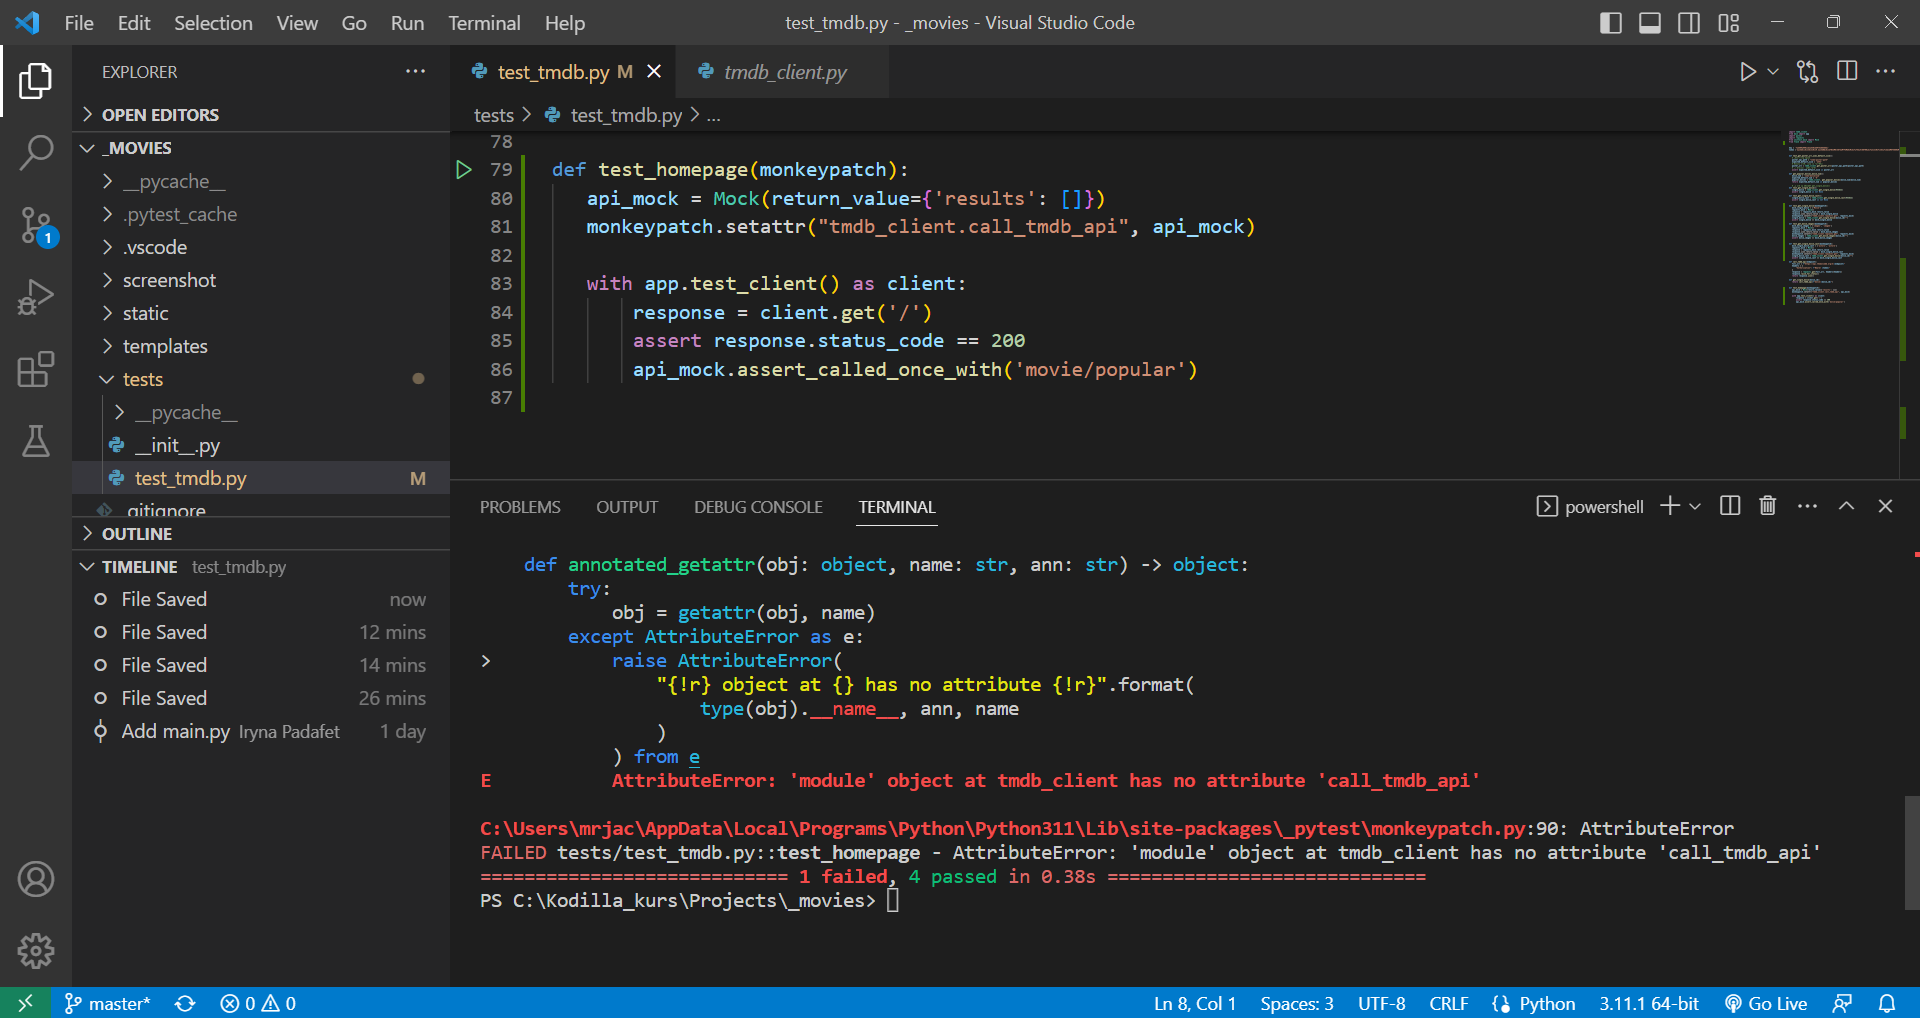 File Edit Selection View Go Run Terminal Help
test_tmdb.py - _movies - Visual Studio Code
EXPLORER
OPEN EDITORS
_MOVIES
__pycache__
.pytest_cache
.vscode
screenshot
static
templates
tests
__pycache__
__init__.py
test_tmdb.py M
.gitignore
OUTLINE
TIMELINE test_tmdb.py
File Saved now
File Saved 12 mins
File Saved 14 mins
File Saved 26 mins
Add main.py Iryna Padafet 1 day
1
test_tmdb.py M
tmdb_client.py
tests > test_tmdb.py > ...
78
79 def test_homepage(monkeypatch):
80 api_mock = Mock(return_value={'results': []})
81 monkeypatch.setattr("tmdb_client.call_tmdb_api", api_mock)
82
83 with app.test_client() as client:
84 response = client.get('/')
85 assert response.status_code == 200
86 api_mock.assert_called_once_with('movie/popular')
87
PROBLEMS OUTPUT DEBUG CONSOLE TERMINAL powershell
def annotated_getattr(obj: object, name: str, ann: str) -> object:
try:
obj = getattr(obj, name)
except AttributeError as e:
> raise AttributeError(
"{!r} object at {} has no attribute {!r}".format(
type(obj).__name__, ann, name
)
) from e
E AttributeError: 'module' object at tmdb_client has no attribute 'call_tmdb_api'
C:\Users\mrjac\AppData\Local\Programs\Python\Python311\Lib\site-packages\_pytest\monkeypatch.py:90: AttributeError
FAILED tests/test_tmdb.py::test_homepage - AttributeError: 'module' object at tmdb_client has no attribute 'call_tmdb_api'
============================ 1 failed, 4 passed in 0.38s =============================
PS C:\Kodilla_kurs\Projects\_movies>
master* 0 0
Ln 8, Col 1 Spaces: 3 UTF-8 CRLF Python 3.11.1 64-bit Go Live